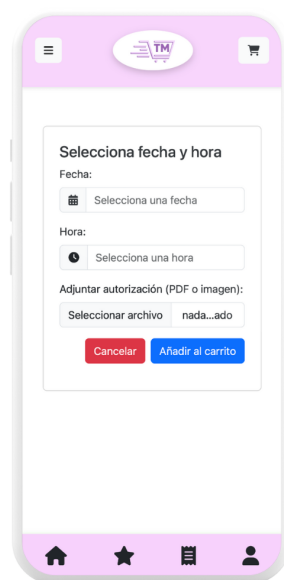 TM
Selecciona fecha y hora
Fecha:
Selecciona una fecha
Hora:
Selecciona una hora
Adjuntar autorización (PDF o imagen):
Seleccionar archivo nada...ado
Cancelar Añadir al carrito